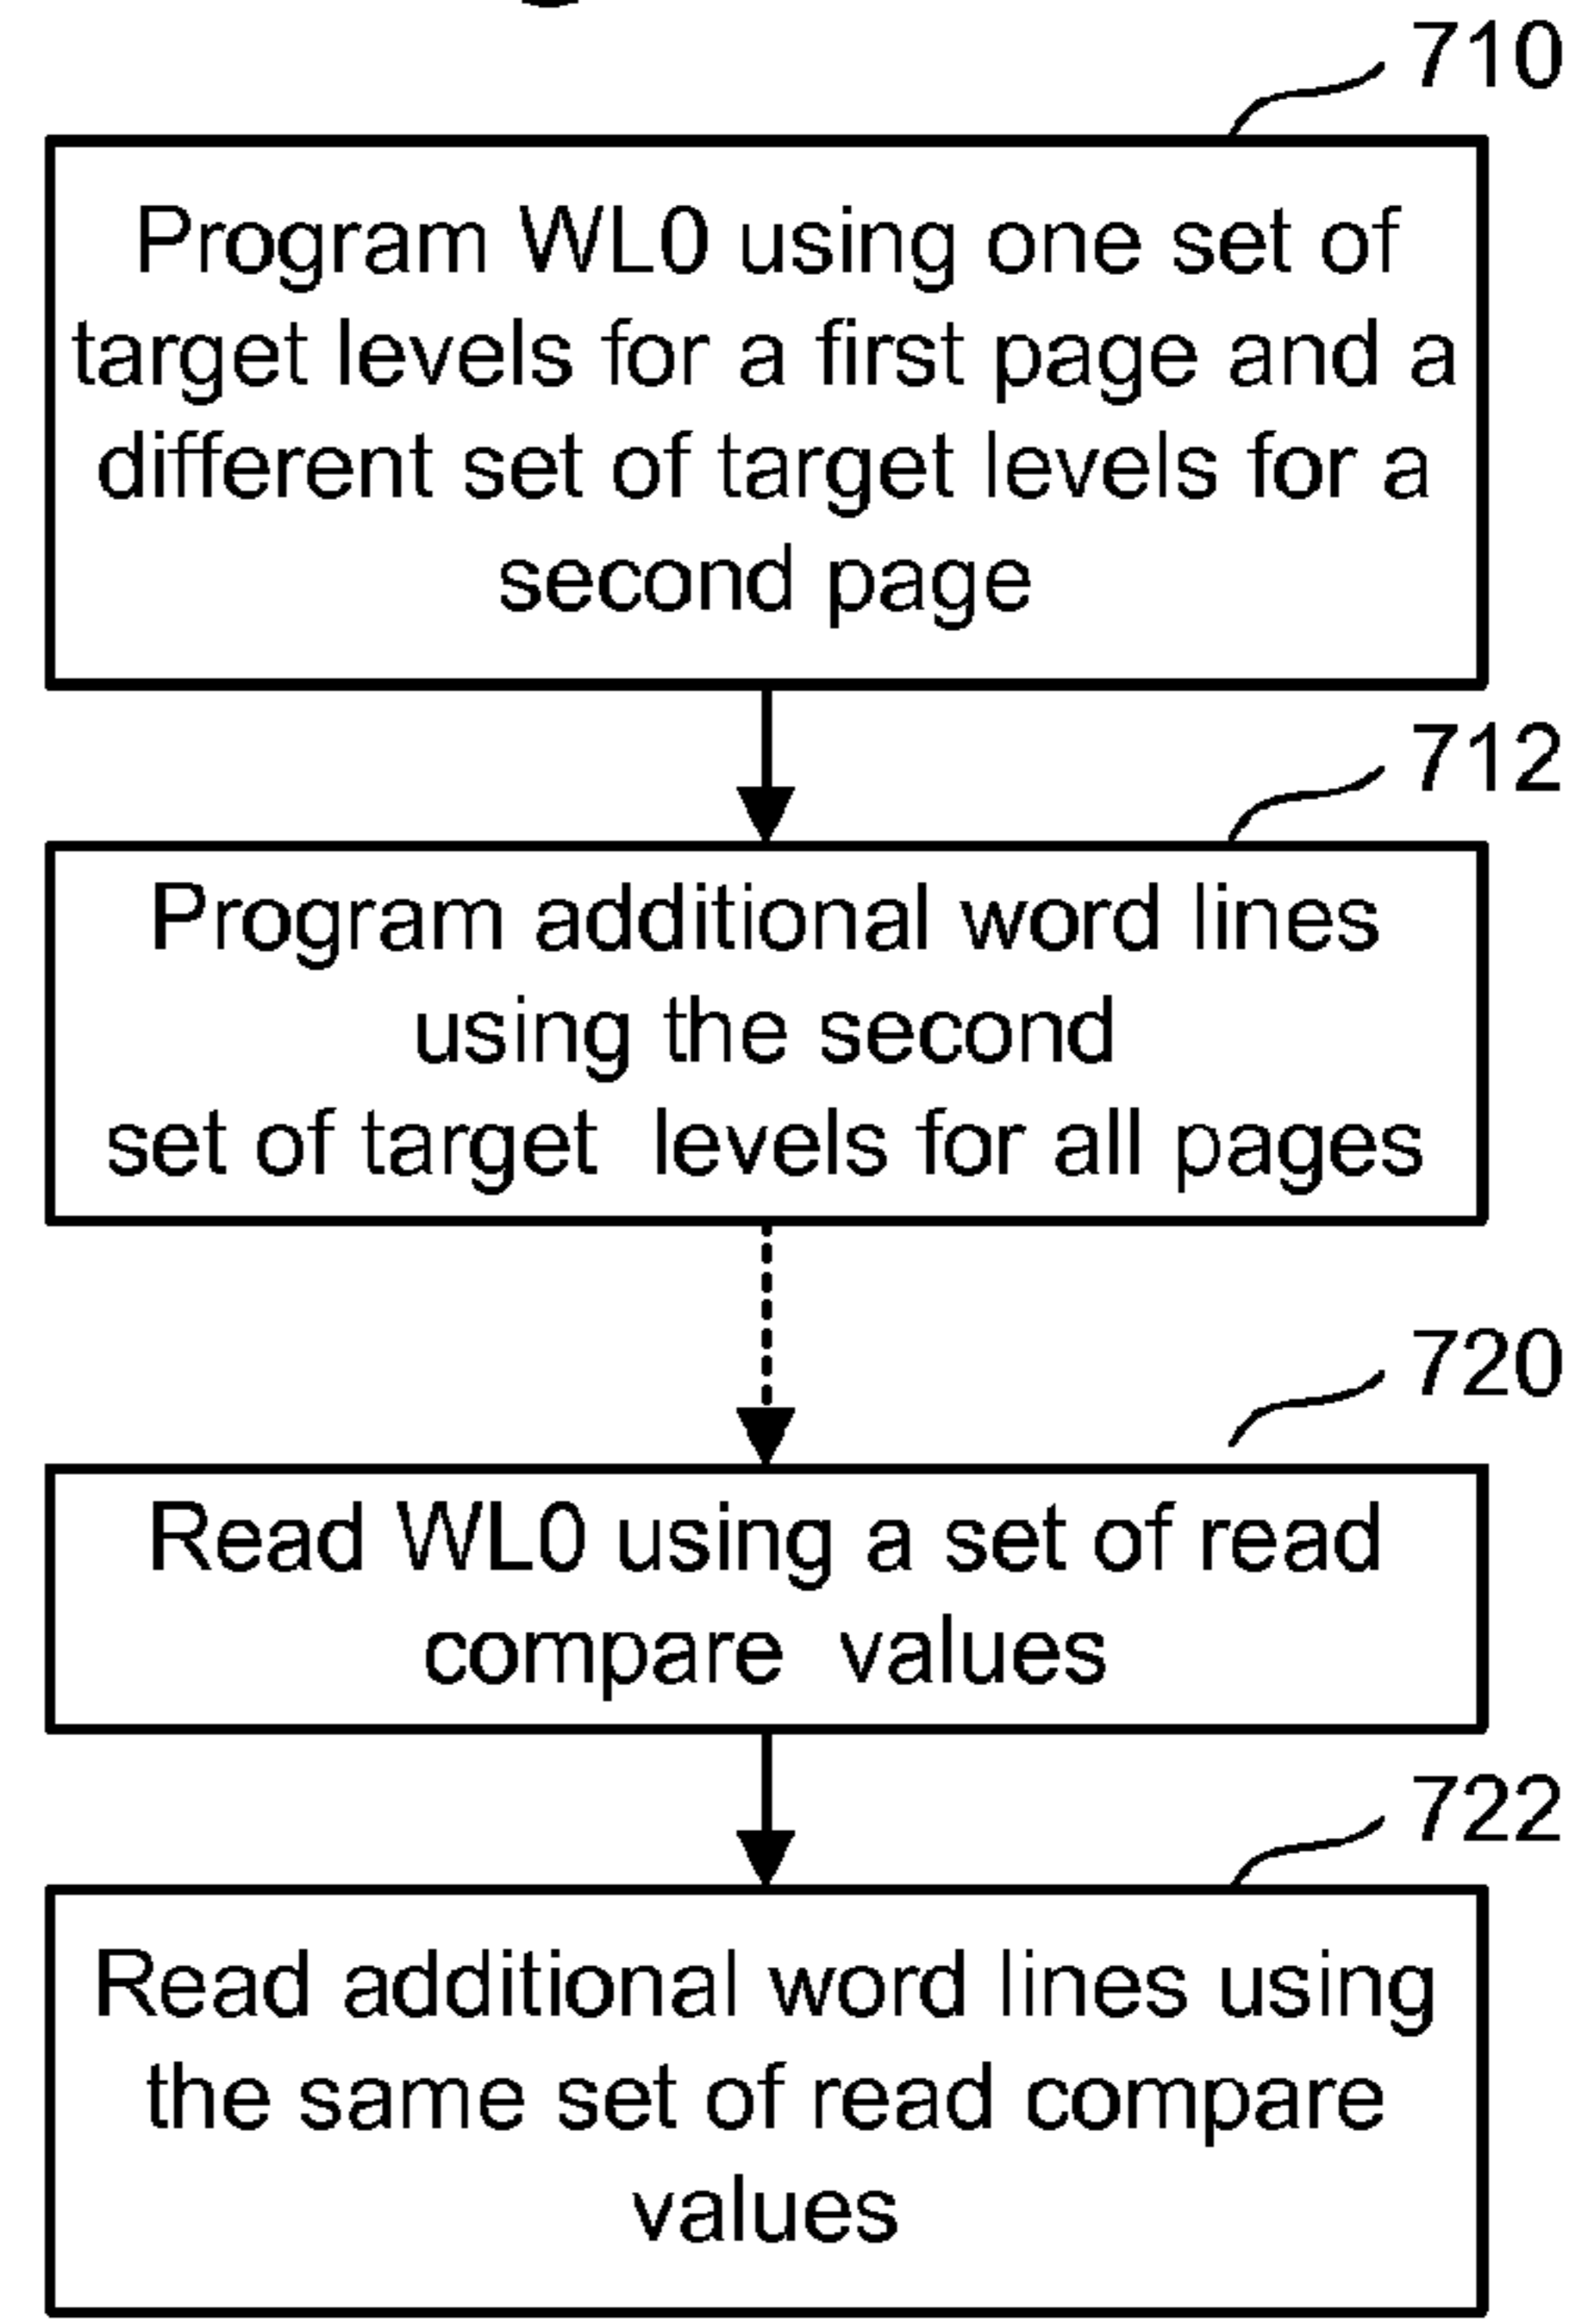 710
Program WL0 using one set of
target levels for a first page and a
different set of target levels for a
second page
712
Program additional word lines
using the second
set of target levels for all pages
720
Read WL0 using a set of read
compare values
722
Read additional word lines using
the same set of read compare
values